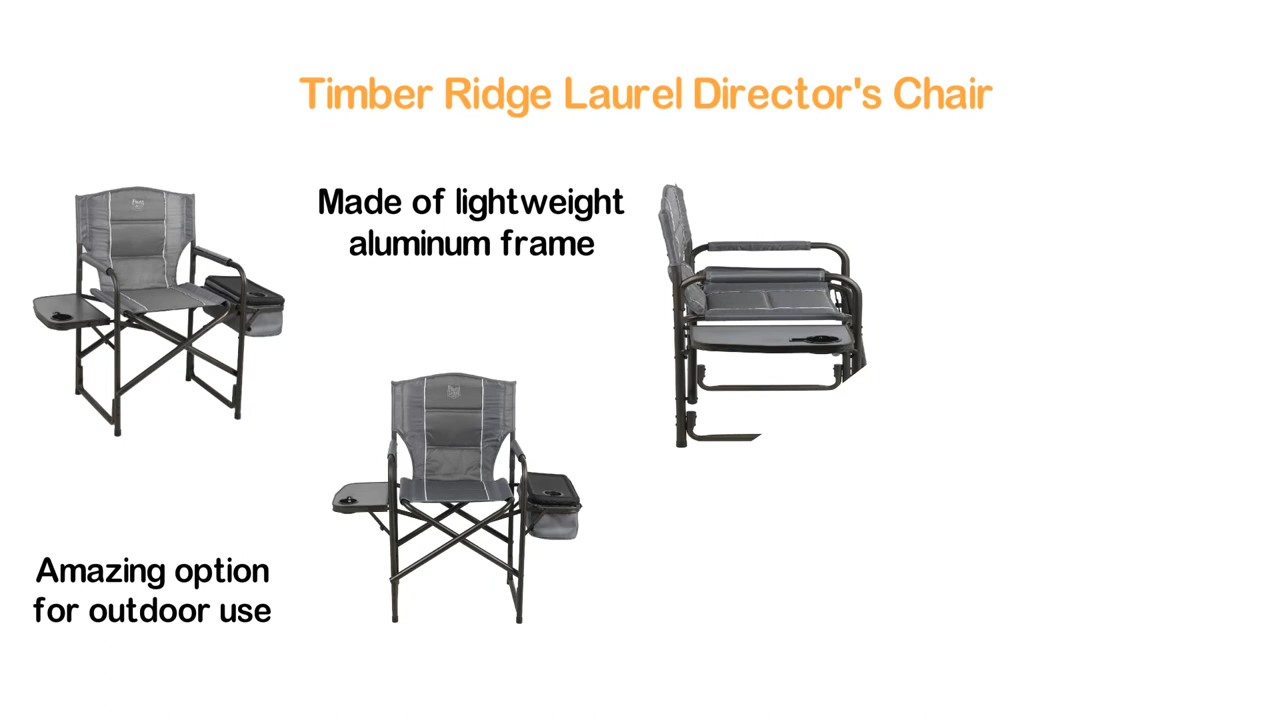 Timber Ridge Laurel Director's Chair
Made of lightweight
aluminum frame
Amazing option
for outdoor use